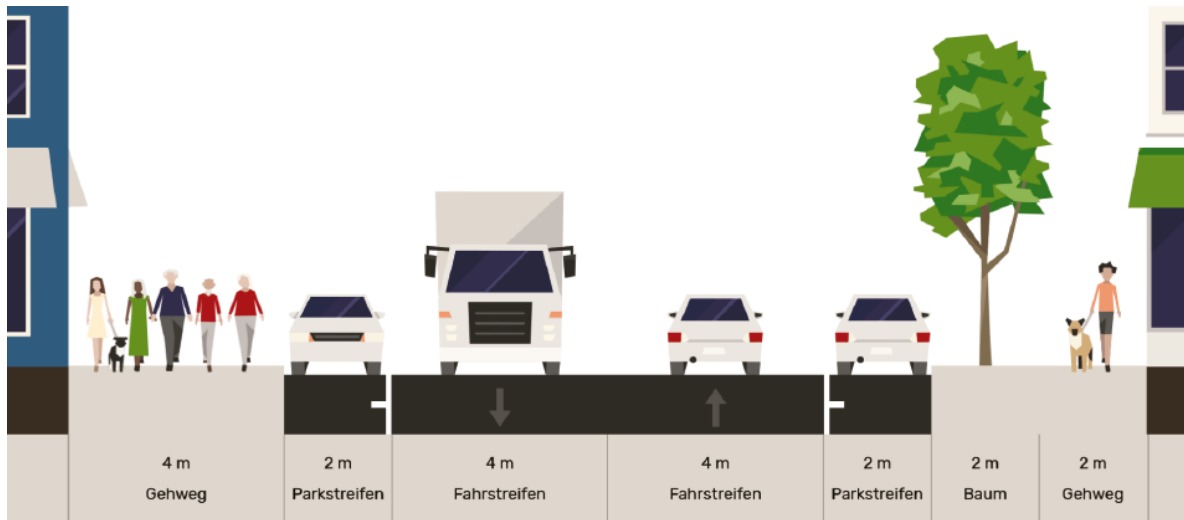 4 m
Gehweg
2 m
Parkstreifen
4 m
Fahrstreifen
4 m
Fahrstreifen
2 m
Parkstreifen
2 m
Baum
2 m
Gehweg